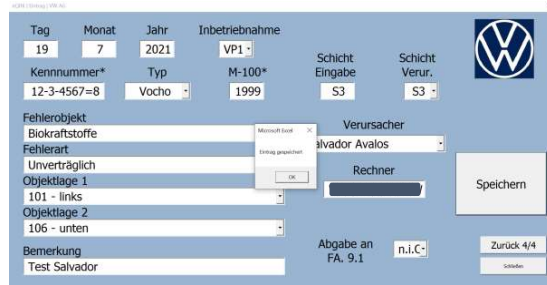 Tag Monat Jahr Inbetriebnahme
19 7 2021 VP1
Schicht Schicht
Kennnummer* Typ M-100* Eingabe Verur.
12-3-4567=8 Vocho 1999 S3 S3
Fehlerobjekt
Biokraftstoffe
Verursacher
Microsoft Excel
Eintrag gespeichert
OK
Fehlerart
alvador Avalos
Unverträglich
Rechner
Objektlage 1
101 - links
Speichern
Objektlage 2
106 - unten
Bemerkung
Abgabe an
FA. 9.1
n.i.C
Zurück 4/4
Test Salvador
Schließen